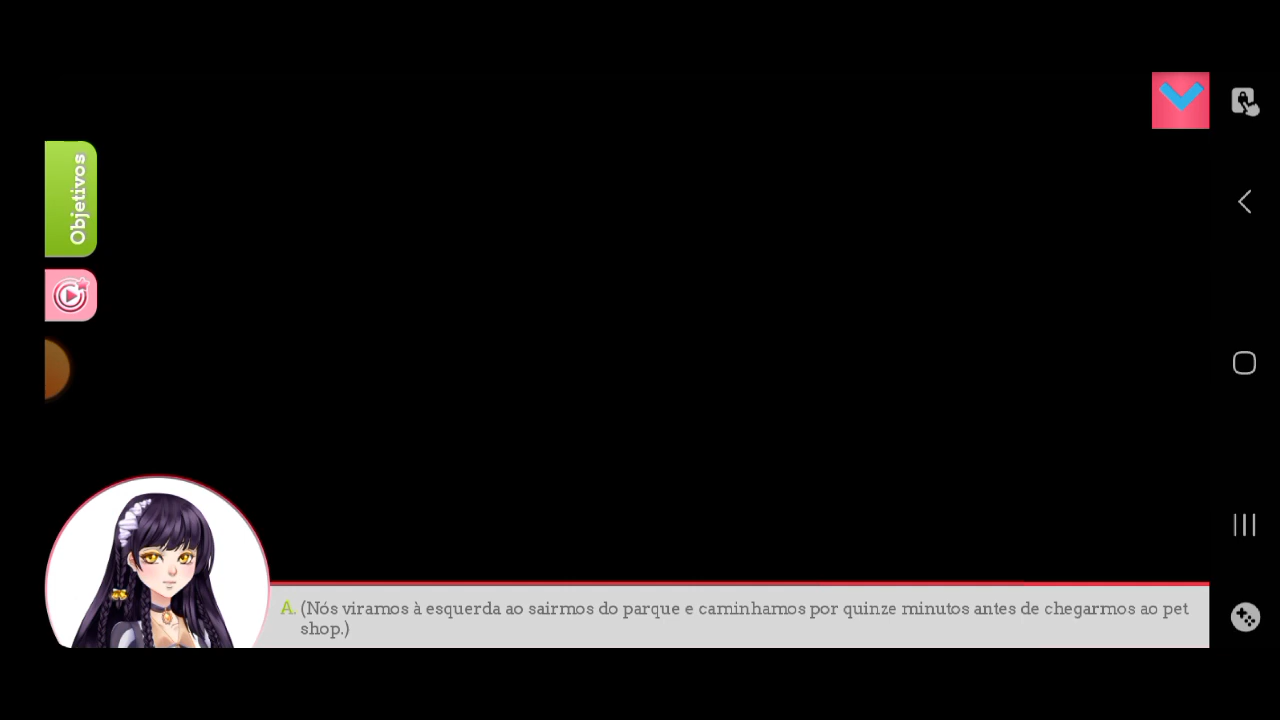 Objetivos
A. (Nós viramos à esquerda ao sairmos do parque e caminhamos por quinze minutos antes de chegarmos ao pet
shop.)